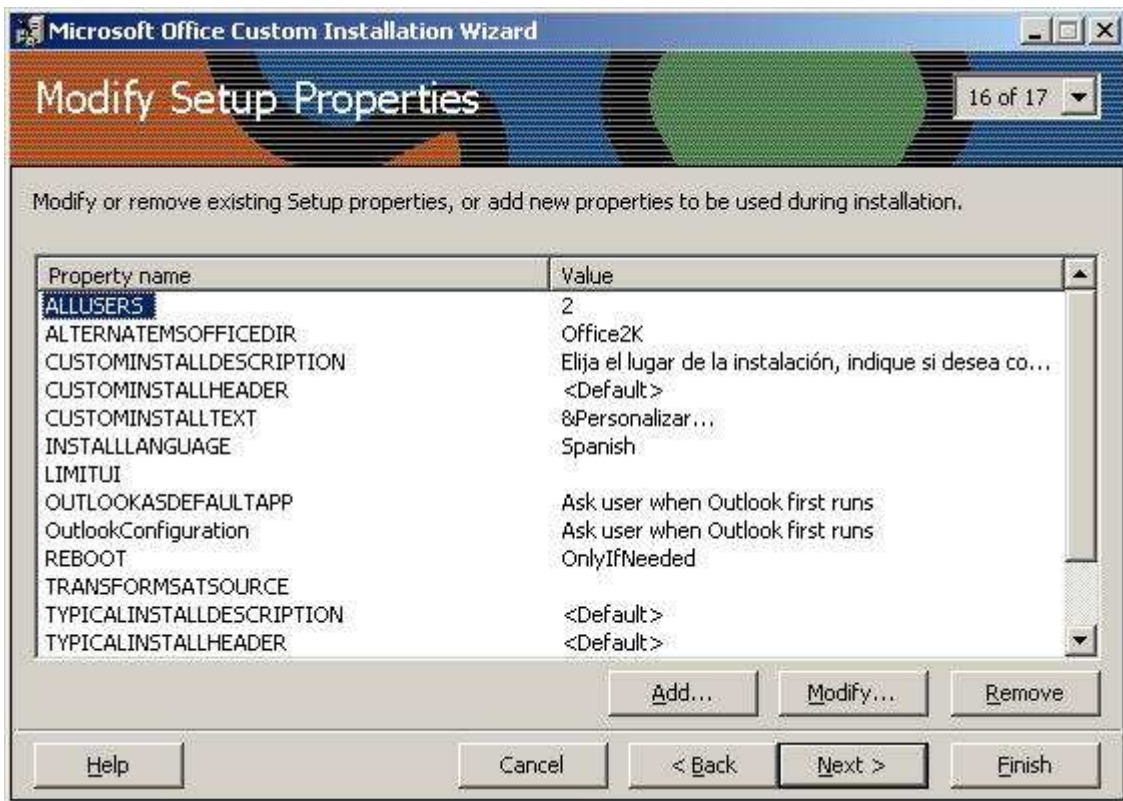 Microsoft Office Custom Installation Wizard
Modify Setup Properties
16 of 17
Modify or remove existing Setup properties, or add new properties to be used during installation.
Property name Value
ALLUSERS 2
ALTERNATEMSOFFICEDIR Office2K
CUSTOMINSTALLDESCRIPTION Elija el lugar de la instalación, indique si desea co...
CUSTOMINSTALLHEADER <Default>
CUSTOMINSTALLTEXT &Personalizar...
INSTALLLANGUAGE Spanish
LIMITUI
OUTLOOKASDEFAULTAPP Ask user when Outlook first runs
OutlookConfiguration Ask user when Outlook first runs
REBOOT OnlyIfNeeded
TRANSFORMSATSOURCE
TYPICALINSTALLDESCRIPTION <Default>
TYPICALINSTALLHEADER <Default>
Add... Modify... Remove
Help Cancel < Back Next > Finish